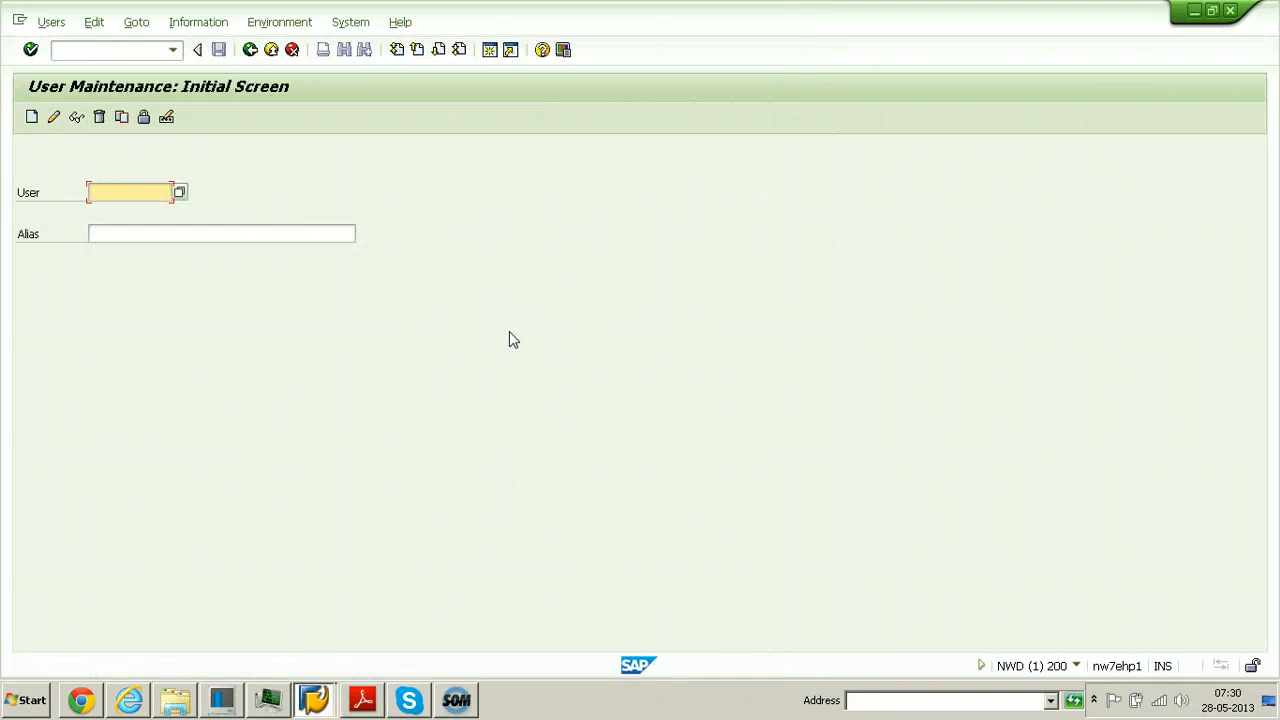 Users Edit Goto Information Environment System Help
User Maintenance: Initial Screen
User
Alias
SAP
NWD (1) 200 nw7ehp1 INS
Start
SOM
Address
07:30
28-05-2013